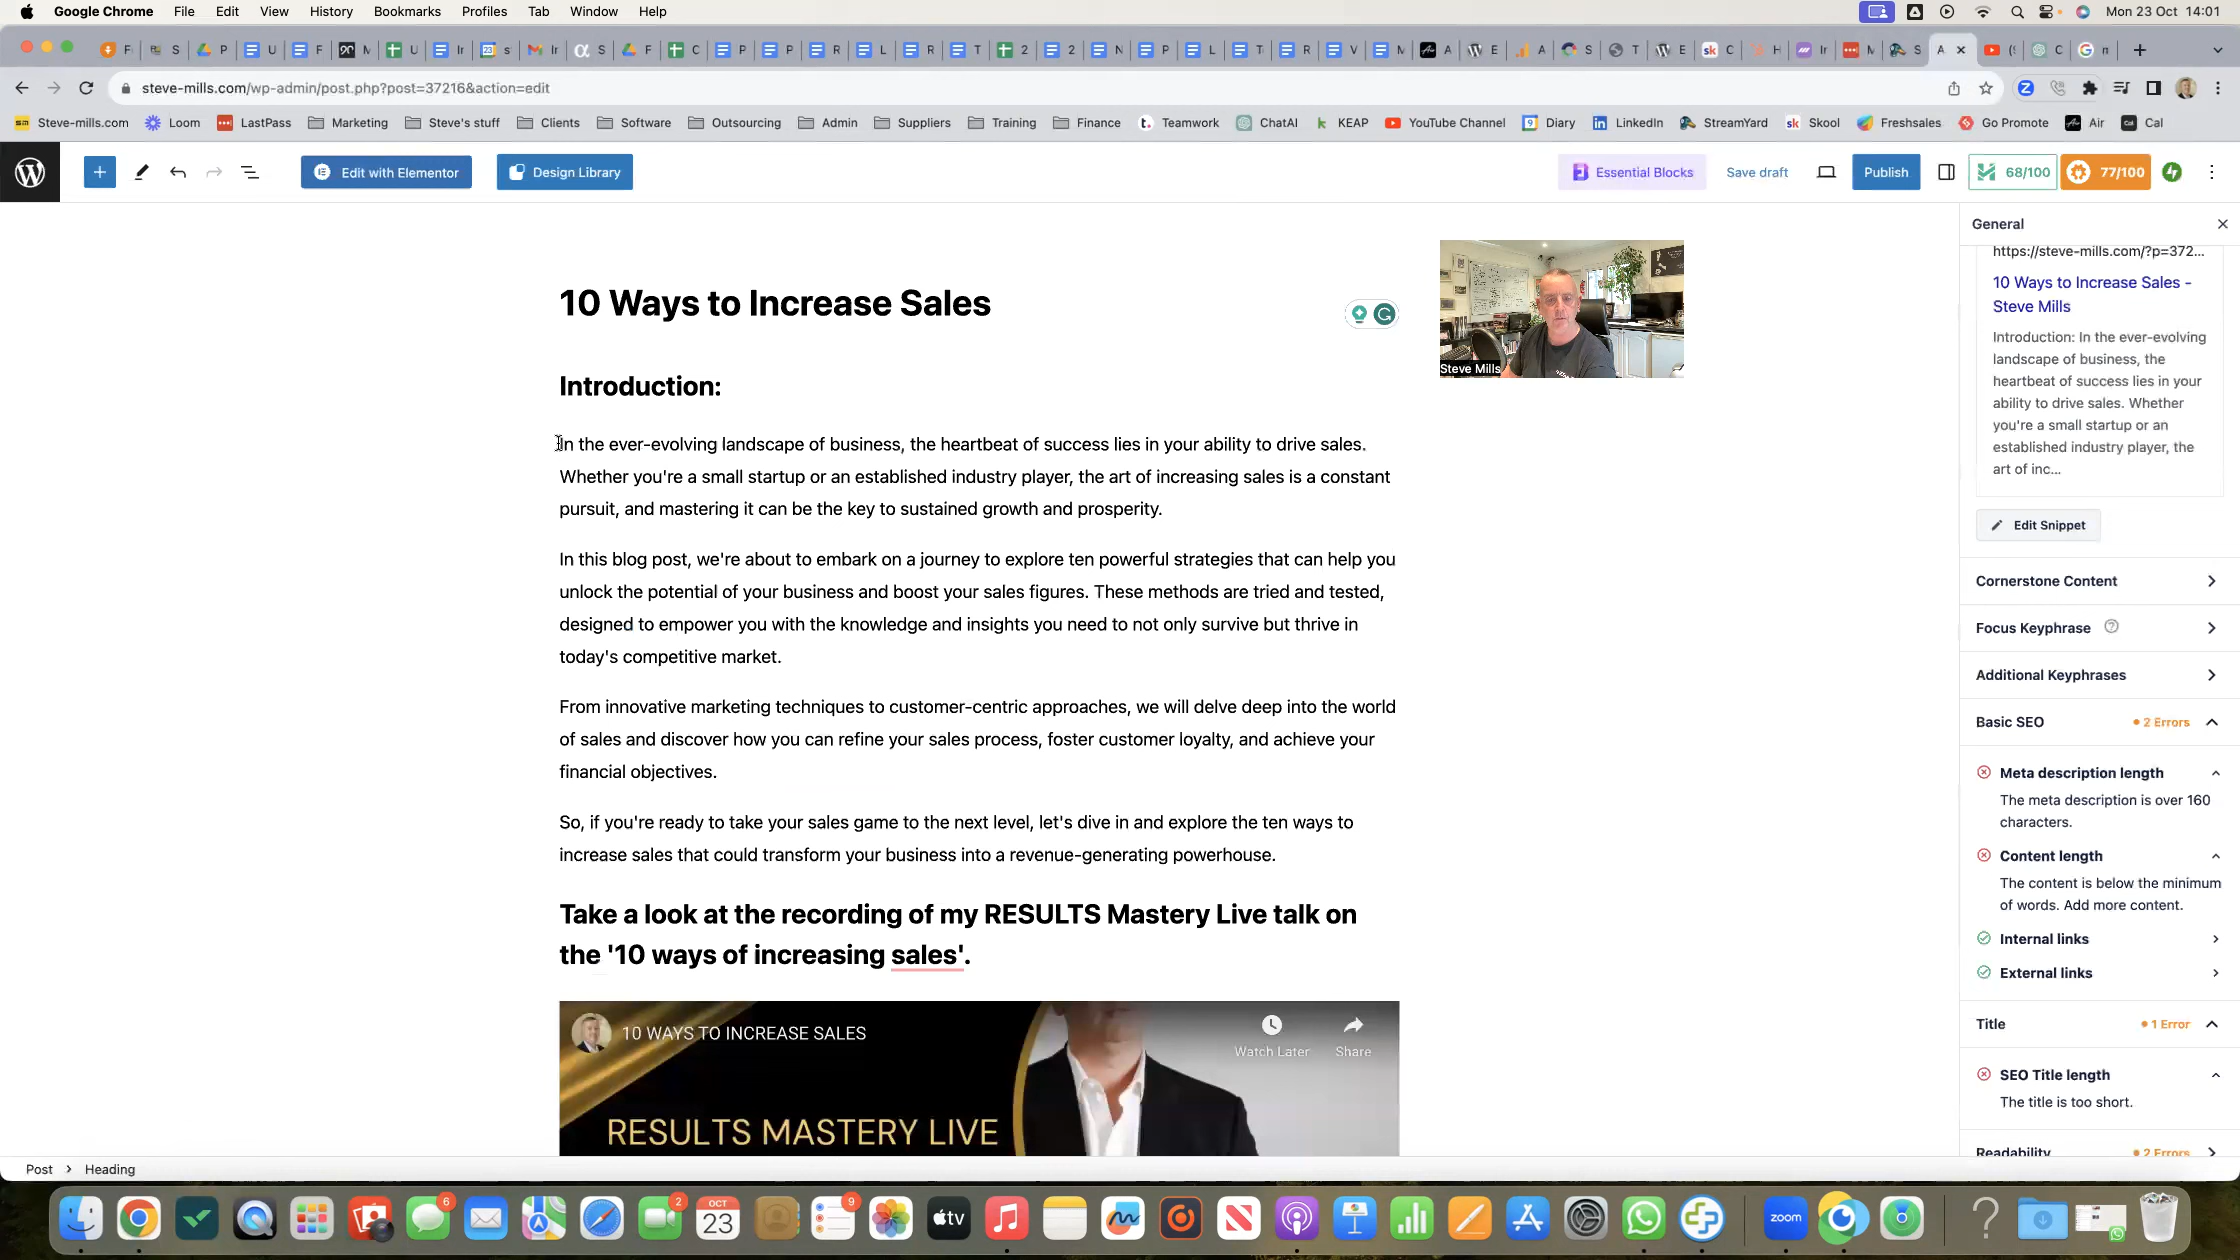 Google Chrome File Edit View History Bookmarks Profiles Tab Window Help Mon 23 Oct 14:01
steve-mills.com/wp-admin/post.php?post=37216&action=edit
Steve-mills.com Loom LastPass Marketing Steve's stuff Clients Software Outsourcing Admin Suppliers Training Finance Teamwork ChatAI KEAP YouTube Channel Diary LinkedIn StreamYard Skool Freshsales Go Promote Air Cal
Edit with Elementor Design Library Essential Blocks Save draft Publish 68/100 77/100
General
https://steve-mills.com/?p=372...
10 Ways to Increase Sales -
Steve Mills
Introduction: In the ever-evolving
landscape of business, the
heartbeat of success lies in your
ability to drive sales. Whether
you're a small startup or an
established industry player, the
art of inc...
Edit Snippet
Cornerstone Content
Focus Keyphrase
Additional Keyphrases
Basic SEO 2 Errors
Meta description length
The meta description is over 160
characters.
Content length
The content is below the minimum
of words. Add more content.
Internal links
External links
Title 1 Error
SEO Title length
The title is too short.
Readability 2 Errors
10 Ways to Increase Sales
Steve Mills
Introduction:
In the ever-evolving landscape of business, the heartbeat of success lies in your ability to drive sales.
Whether you're a small startup or an established industry player, the art of increasing sales is a constant
pursuit, and mastering it can be the key to sustained growth and prosperity.
In this blog post, we're about to embark on a journey to explore ten powerful strategies that can help you
unlock the potential of your business and boost your sales figures. These methods are tried and tested,
designed to empower you with the knowledge and insights you need to not only survive but thrive in
today's competitive market.
From innovative marketing techniques to customer-centric approaches, we will delve deep into the world
of sales and discover how you can refine your sales process, foster customer loyalty, and achieve your
financial objectives.
So, if you're ready to take your sales game to the next level, let's dive in and explore the ten ways to
increase sales that could transform your business into a revenue-generating powerhouse.
Take a look at the recording of my RESULTS Mastery Live talk on
the '10 ways of increasing sales'.
10 WAYS TO INCREASE SALES
Watch Later Share
RESULTS MASTERY LIVE
Post Heading
6 2 OCT 23 9 tv zoom